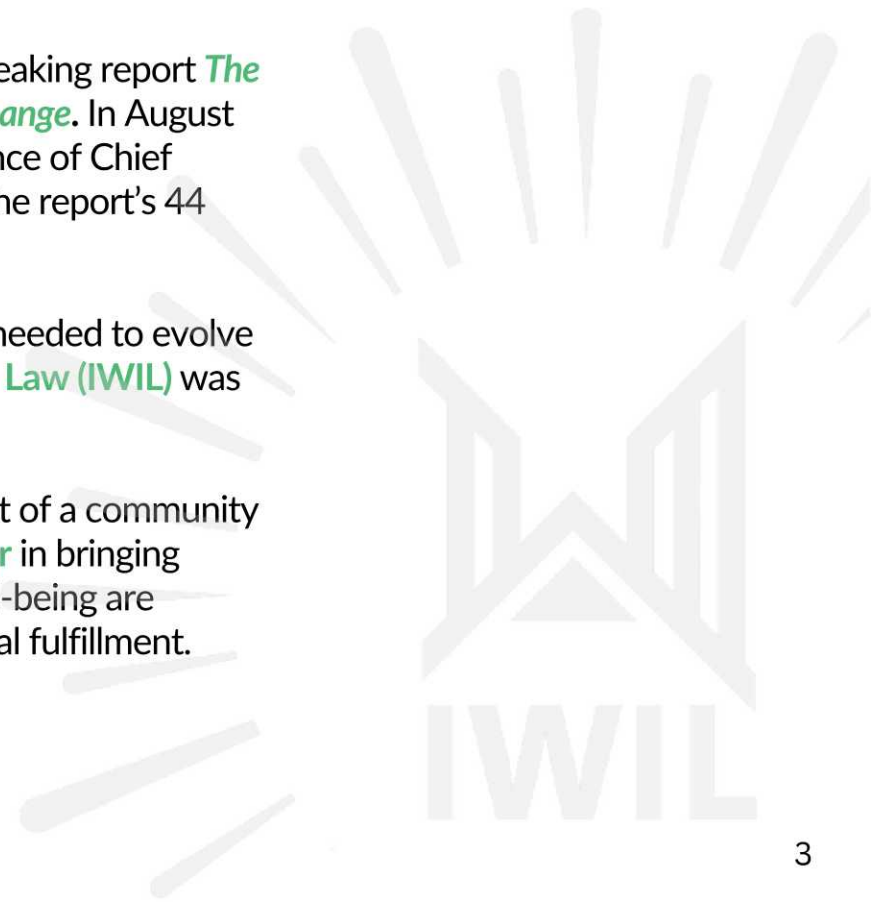 eaking report The
ange. In August
nce of Chief
he report's 44
needed to evolve
Law (IWIL) was
t of a community
r in bringing
-being are
al fulfillment.
IWIL
3